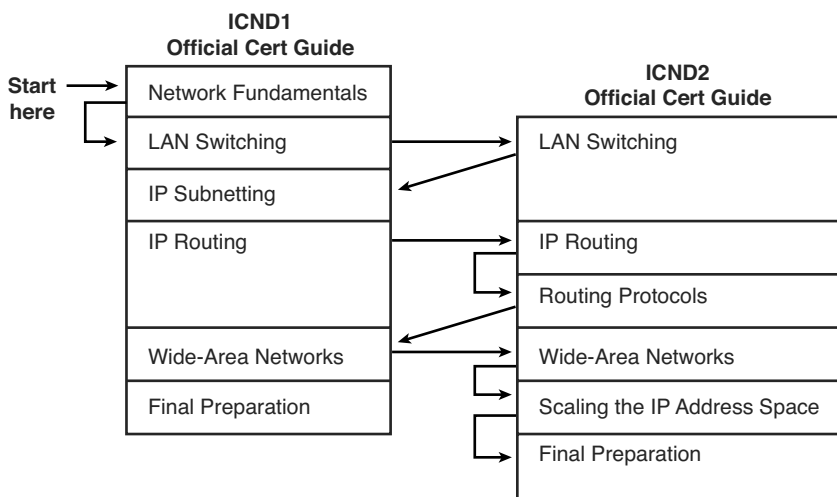 ICND1
Official Cert Guide
Start
here
Network Fundamentals
LAN Switching
IP Subnetting
IP Routing
Wide-Area Networks
Final Preparation
ICND2
Official Cert Guide
LAN Switching
IP Routing
Routing Protocols
Wide-Area Networks
Scaling the IP Address Space
Final Preparation